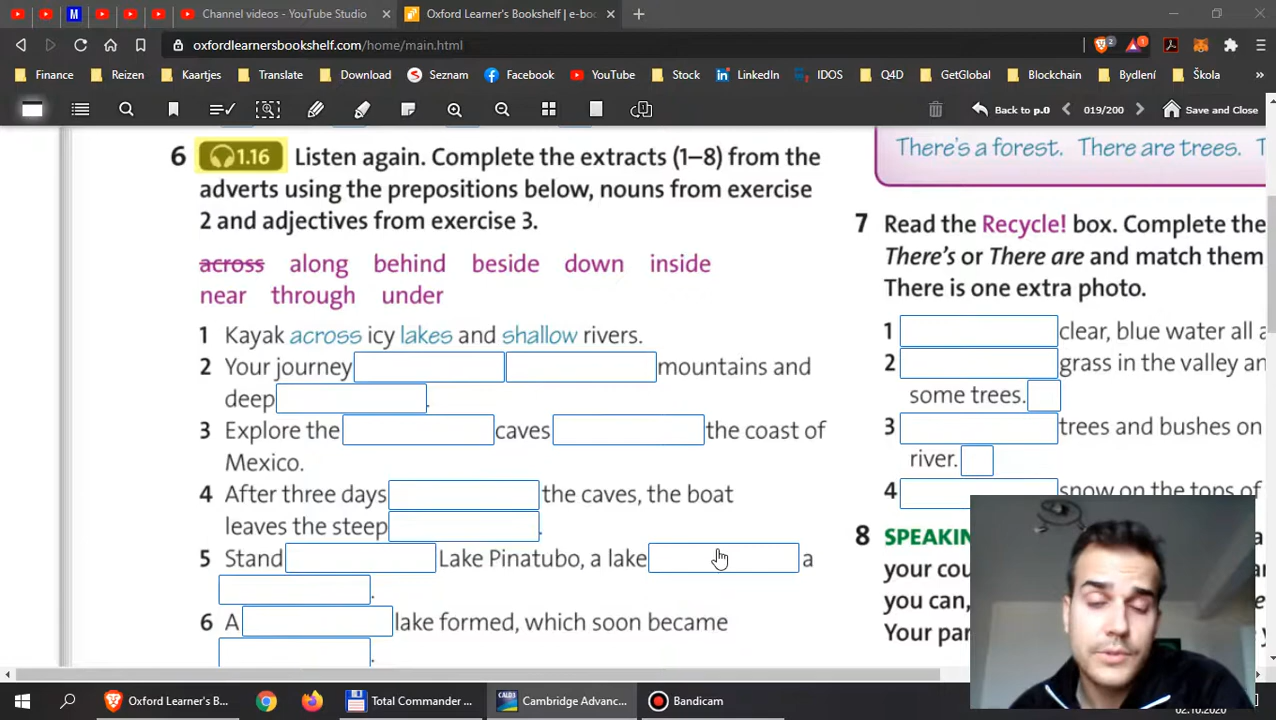 Channel videos - YouTube Studio
Oxford Learner's Bookshelf | e-boo
oxfordlearnersbookshelf.com/home/main.html
2
1
Finance
Reizen
Kaartjes
Translate
Download
Seznam
Facebook
YouTube
Stock
LinkedIn
IDOS
Q4D
GetGlobal
Blockchain
Bydlení
Škola
Back to p.0
019/200
Save and Close
6 1.16 Listen again. Complete the extracts (1–8) from the
adverts using the prepositions below, nouns from exercise
2 and adjectives from exercise 3.
across along behind beside down inside
near through under
1 Kayak across icy lakes and shallow rivers.
2 Your journey mountains and
deep .
3 Explore the caves the coast of
Mexico.
4 After three days the caves, the boat
leaves the steep .
5 Stand Lake Pinatubo, a lake a
.
6 A lake formed, which soon became
.
There's a forest. There are trees.
7 Read the Recycle! box. Complete the
There's or There are and match them
There is one extra photo.
1 clear, blue water all a
2 grass in the valley an
some trees.
3 trees and bushes on
river.
4 snow on the tops of
8 SPEAKING
your cou
you can,
Your par
Oxford Learner's B...
Total Commander ...
Cambridge Advanc...
Bandicam
02.10.2020